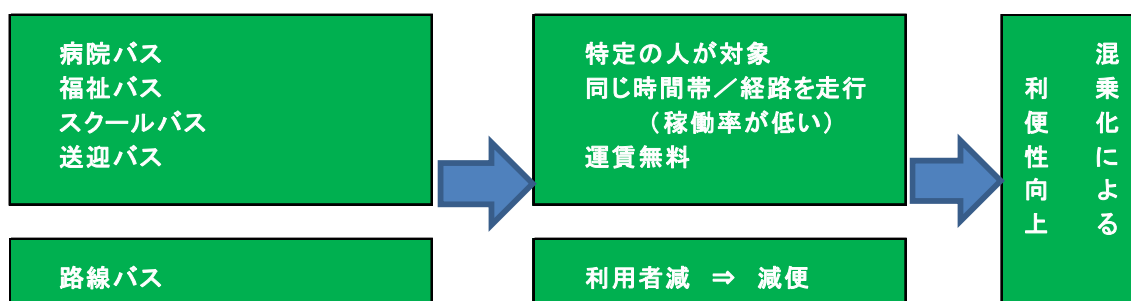 病院バス
福祉バス
スクールバス
送迎バス
特定の人が対象
同じ時間帯／経路を走行
（稼働率が低い）
運賃無料
混乗化による
利便性向上
路線バス
利用者減 ⇒ 減便